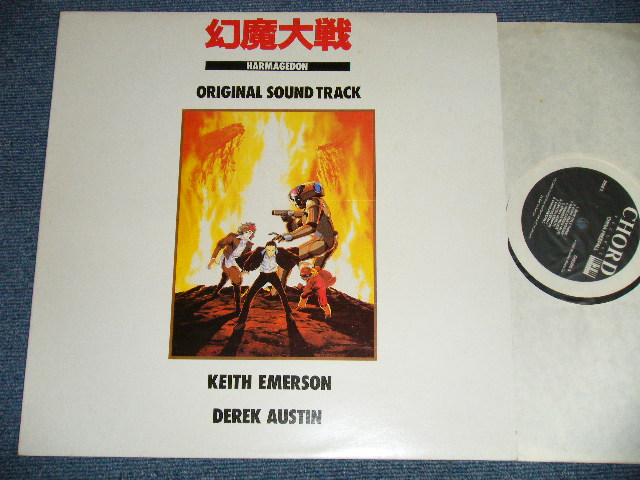 幻魔大戦
HARMAGEDON
ORIGINAL SOUND TRACK
KEITH EMERSON
DEREK AUSTIN
CHORD